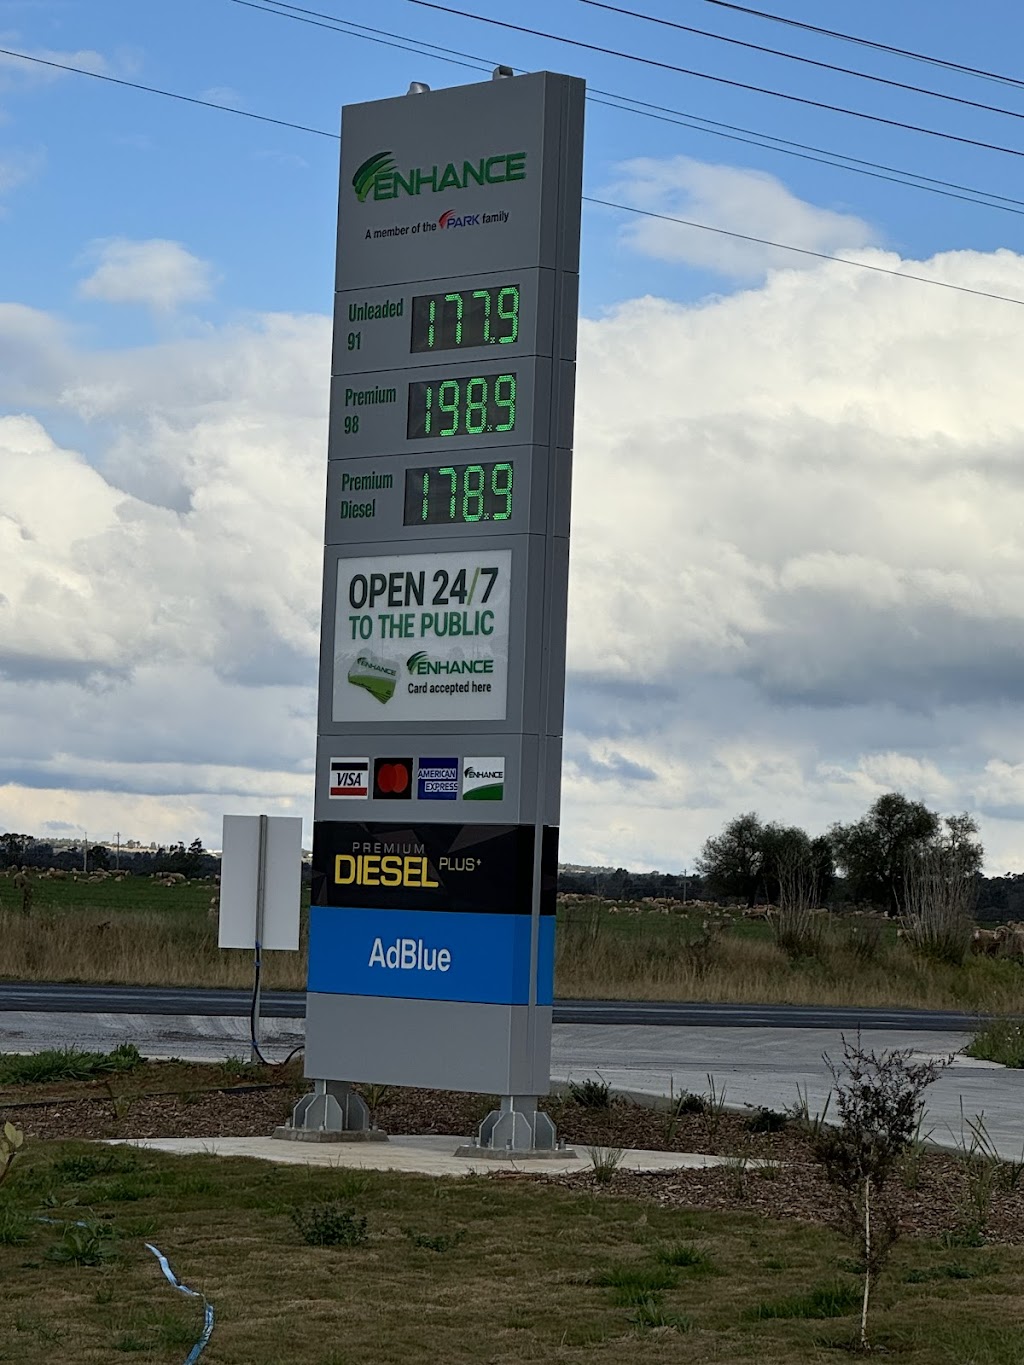 ENHANCE
A member of the PARK family
Unleaded
91
177.9
Premium
98
198.9
Premium
Diesel
178.9
OPEN 24/7
TO THE PUBLIC
ENHANCE
ENHANCE
Card accepted here
VISA
AMERICAN
EXPRESS
ENHANCE
PREMIUM
DIESEL PLUS+
AdBlue